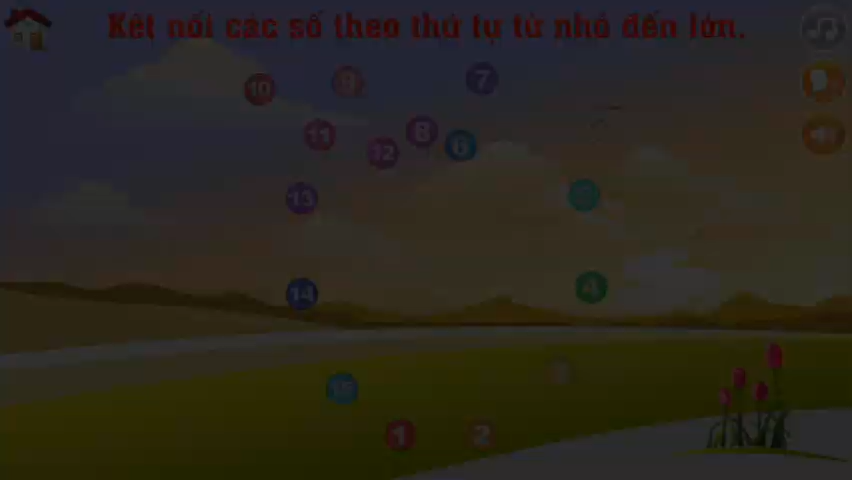 Kết nối các số theo thứ tự từ nhỏ đến lớn.
10 9 7
11 12 8 6
13
14 4
15
1 2